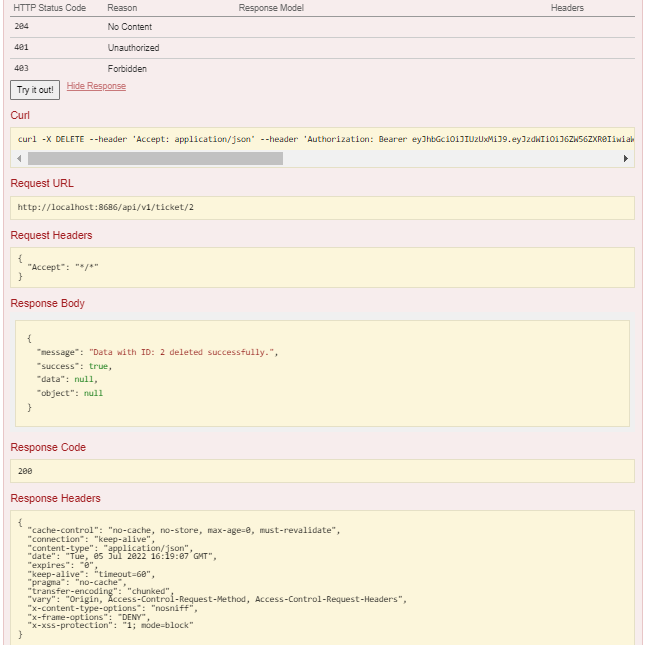 HTTP Status Code Reason Response Model Headers
204 No Content
401 Unauthorized
403 Forbidden
Try it out! Hide Response
Curl
curl -X DELETE --header 'Accept: application/json' --header 'Authorization: Bearer
Request URL
http://localhost:8686/api/v1/ticket/2
Request Headers
{
"Accept": "*/*"
}
Response Body
{
"message": "Data with ID: 2 deleted successfully.",
"success": true,
"data": null,
"object": null
}
Response Code
200
Response Headers
{
"cache-control": "no-cache, no-store, max-age=0, must-revalidate",
"connection": "keep-alive",
"content-type": "application/json",
"date": "Tue, 05 Jul 2022 16:19:07 GMT",
"expires": "0",
"keep-alive": "timeout=60",
"pragma": "no-cache",
"transfer-encoding": "chunked",
"vary": "Origin, Access-Control-Request-Method, Access-Control-Request-Headers",
"x-content-type-options": "nosniff",
"x-frame-options": "DENY",
"x-xss-protection": "1; mode=block"
}